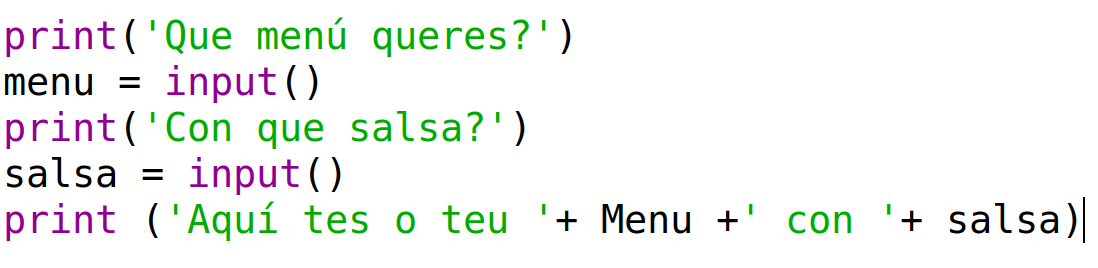 print('Que menú queres?')
menu = input()
print('Con que salsa?')
salsa = input()
print ('Aquí tes o teu '+ Menu +' con '+ salsa)